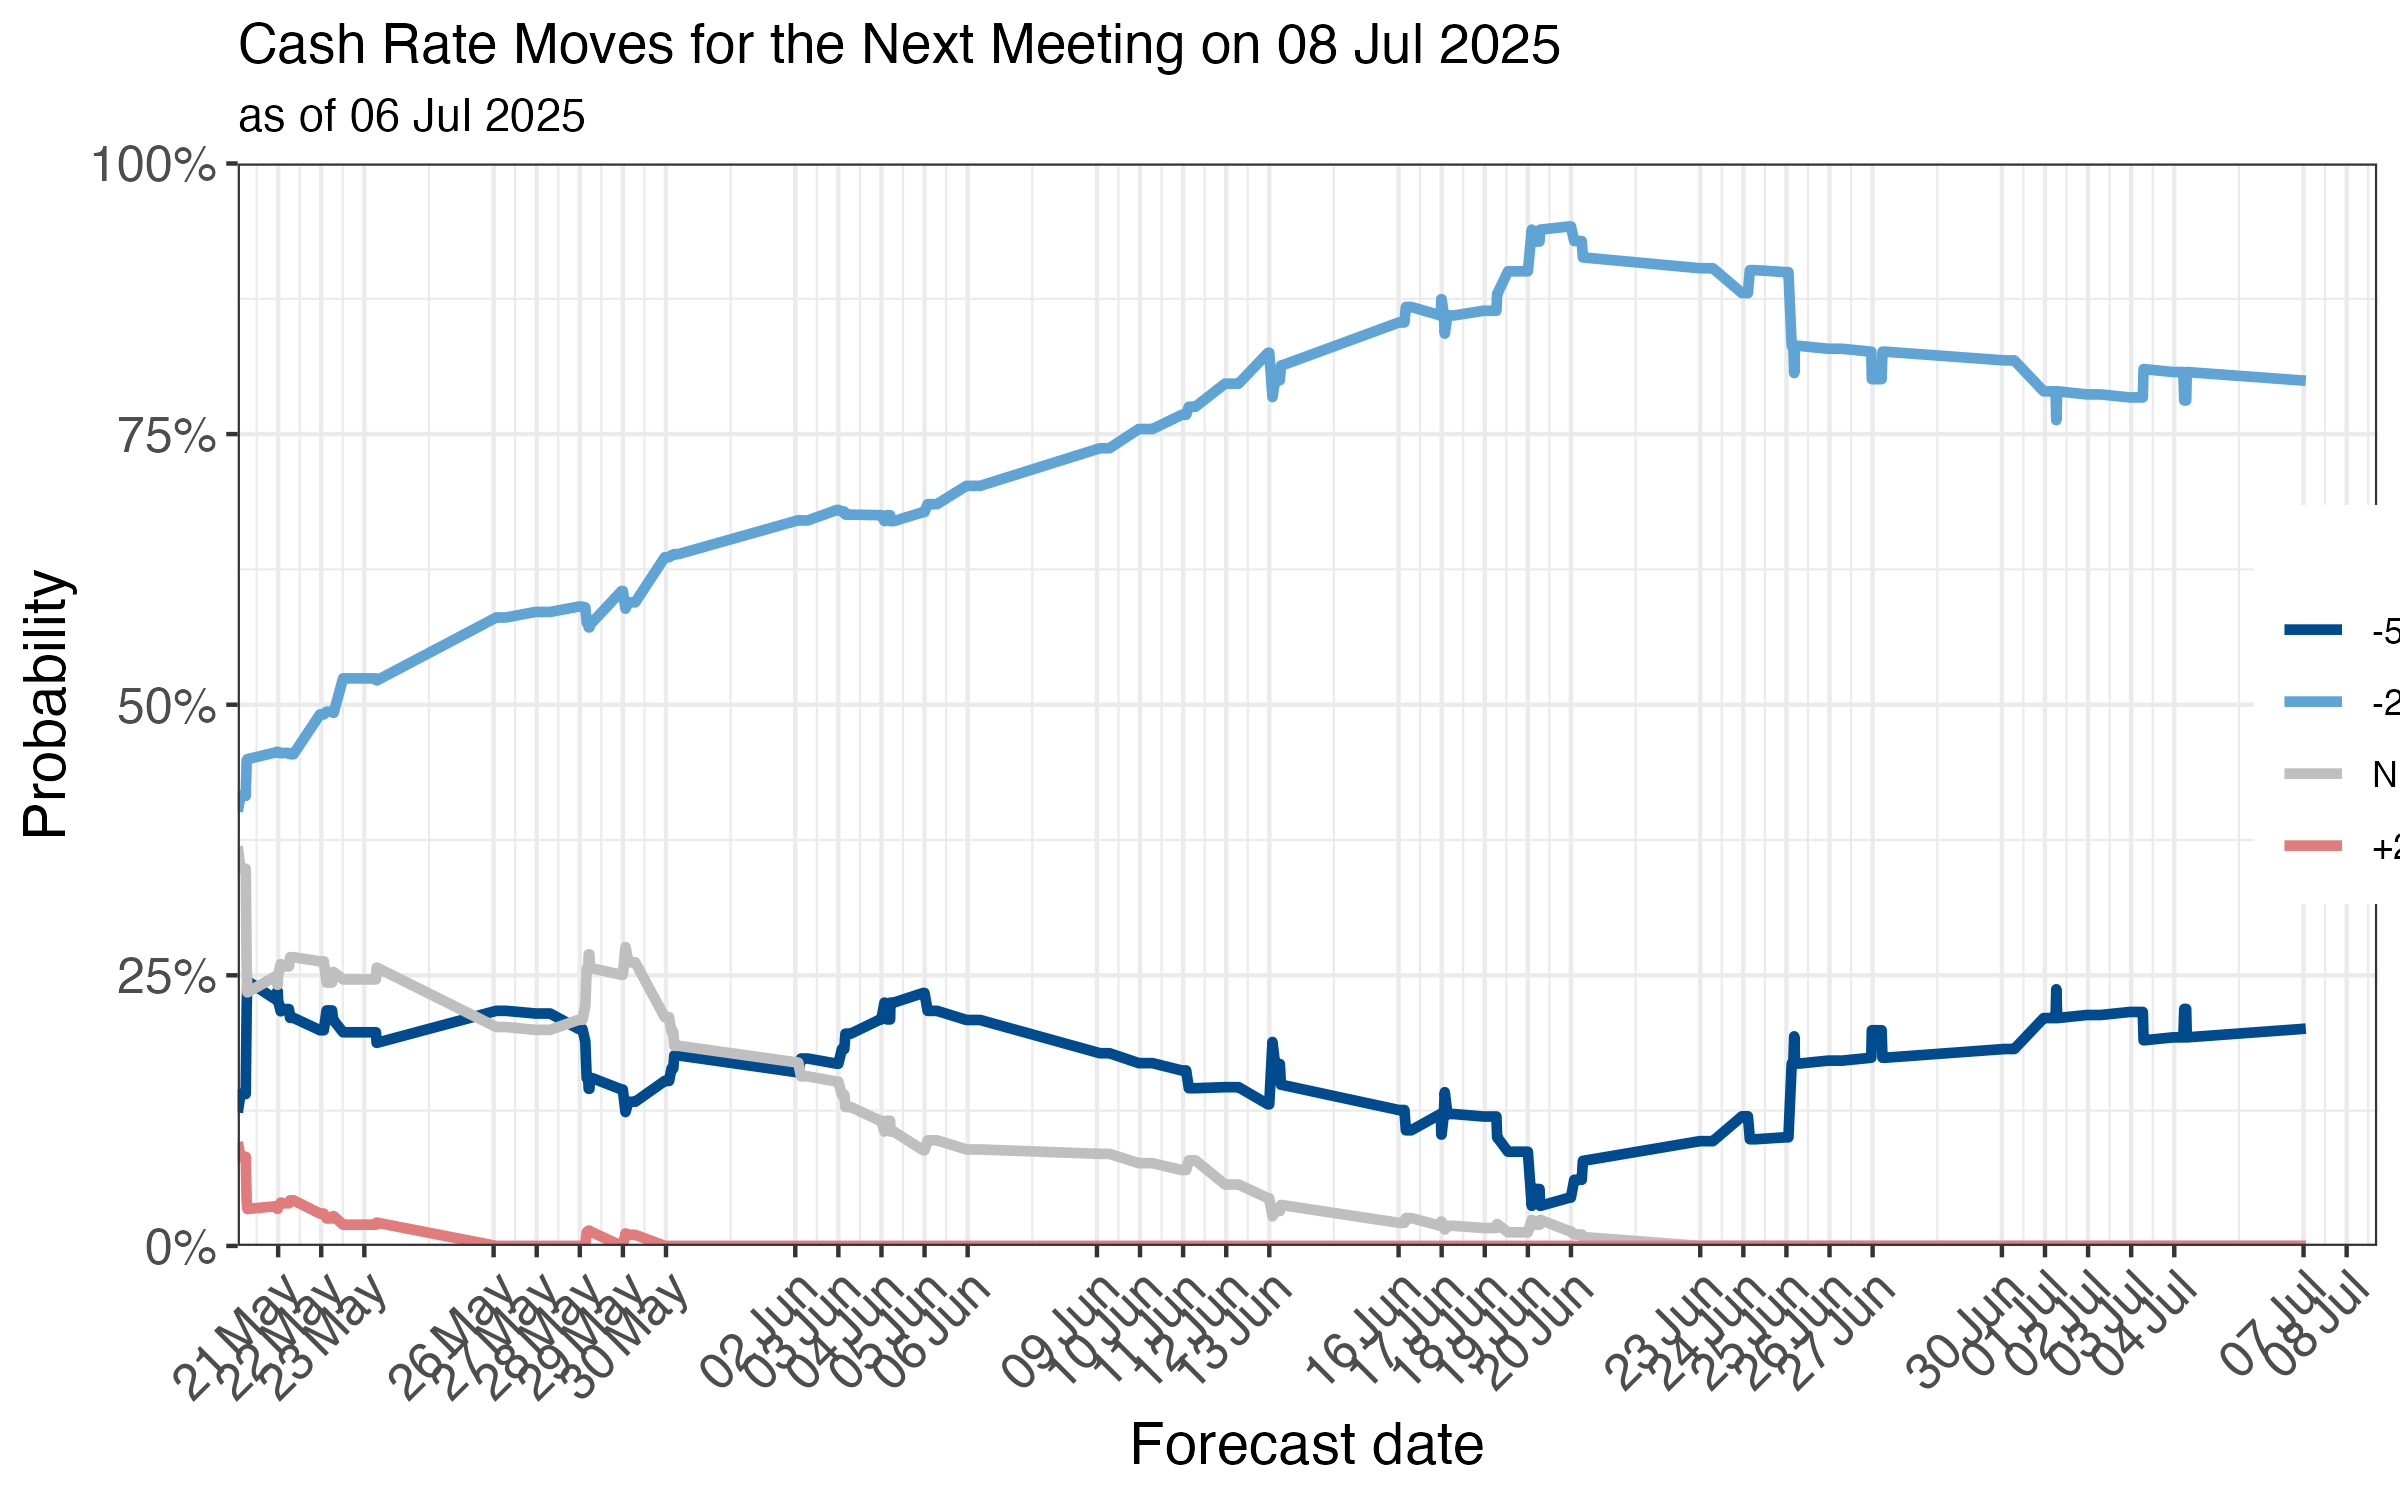 Cash Rate Moves for the Next Meeting on 08 Jul 2025
as of 06 Jul 2025
100%
75%
50%
25%
0%
Probability
-5
-2
N
+2
21 May
22 May
23 May
26 May
27 May
28 May
29 May
30 May
02 Jun
03 Jun
04 Jun
05 Jun
06 Jun
09 Jun
10 Jun
11 Jun
12 Jun
13 Jun
16 Jun
17 Jun
18 Jun
19 Jun
20 Jun
23 Jun
24 Jun
25 Jun
26 Jun
27 Jun
30 Jun
01 Jul
02 Jul
03 Jul
04 Jul
07 Jul
08 Jul
Forecast date